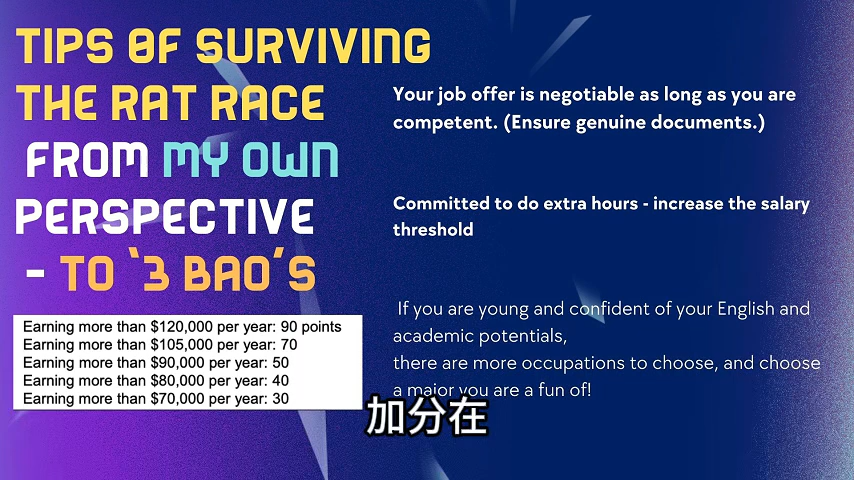 TIPS OF SURVIVING
THE RAT RACE
FROM MY OWN
PERSPECTIVE
- TO '3 BAO'S
Earning more than $120,000 per year: 90 points
Earning more than $105,000 per year: 70
Earning more than $90,000 per year: 50
Earning more than $80,000 per year: 40
Earning more than $70,000 per year: 30
Your job offer is negotiable as long as you are
competent. (Ensure genuine documents.)
Committed to do extra hours - increase the salary
threshold
If you are young and confident of your English and
academic potentials,
there are more occupations to choose, and choose
a major you are a fun of!
加分在